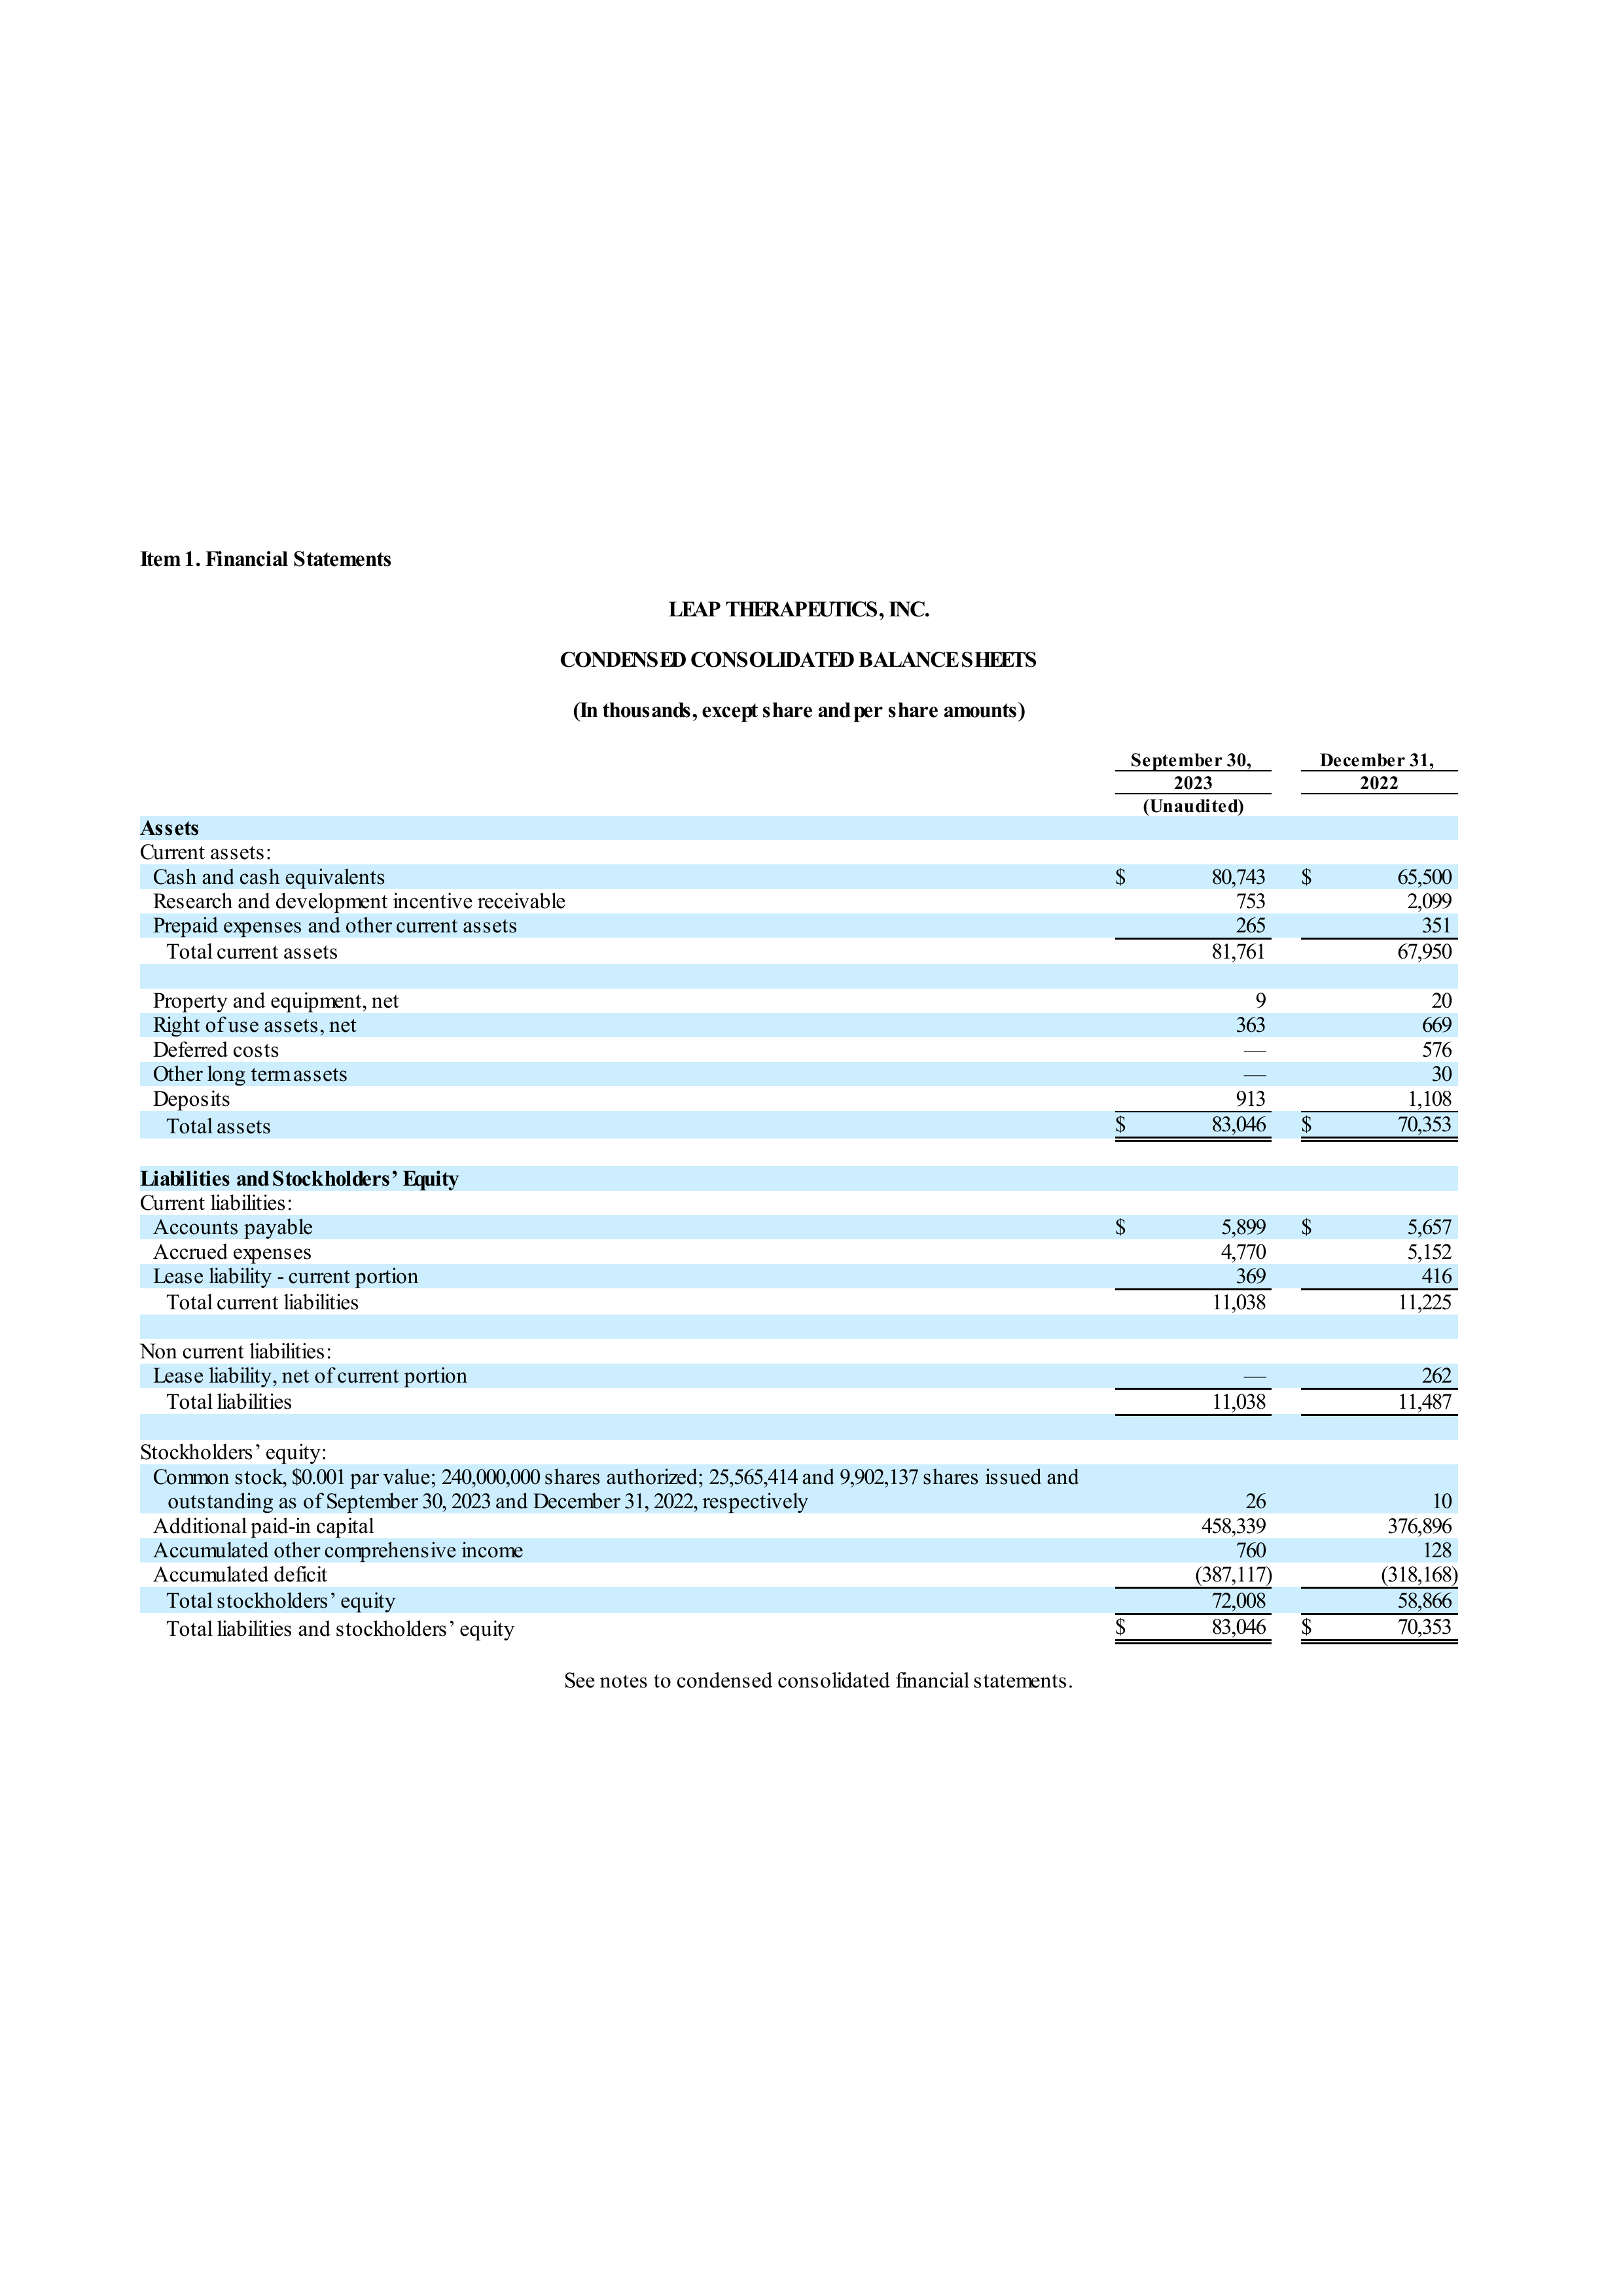 Item 1. Financial Statements
LEAP THERAPEUTICS, INC.
CONDENSED CONSOLIDATED BALANCE SHEETS
(In thousands, except share and per share amounts)
September 30, December 31,
2023 2022
(Unaudited)
Assets
Current assets:
Cash and cash equivalents $ 80,743 $ 65,500
Research and development incentive receivable 753 2,099
Prepaid expenses and other current assets 265 351
Total current assets 81,761 67,950
Property and equipment, net 9 20
Right of use assets, net 363 669
Deferred costs — 576
Other long term assets — 30
Deposits 913 1,108
Total assets $ 83,046 $ 70,353
Liabilities and Stockholders’ Equity
Current liabilities:
Accounts payable $ 5,899 $ 5,657
Accrued expenses 4,770 5,152
Lease liability - current portion 369 416
Total current liabilities 11,038 11,225
Non current liabilities:
Lease liability, net of current portion — 262
Total liabilities 11,038 11,487
Stockholders’ equity:
Common stock, $0.001 par value; 240,000,000 shares authorized; 25,565,414 and 9,902,137 shares issued and
outstanding as of September 30, 2023 and December 31, 2022, respectively 26 10
Additional paid-in capital 458,339 376,896
Accumulated other comprehensive income 760 128
Accumulated deficit (387,117) (318,168)
Total stockholders’ equity 72,008 58,866
Total liabilities and stockholders’ equity $ 83,046 $ 70,353
See notes to condensed consolidated financial statements.